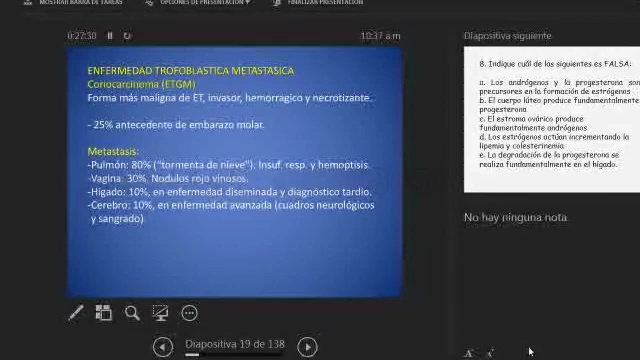 MOSTRAR BARRA DE TAREAS
OPCIONES DE PRESENTACIÓN
FINALIZAR PRESENTACIÓN
0:27:30
10:37 a.m.
Diapositiva siguiente
ENFERMEDAD TROFOBLASTICA METASTASICA
Coriocarcinoma (ETGM)
Forma más maligna de ET, invasor, hemorragico y necrotizante.
- 25% antecedente de embarazo molar.
Metastasis:
-Pulmón: 80% ("tormenta de nieve"), Insuf. resp. y hemoptisis.
-Vagina: 30%. Nodulos rojo vinosos.
-Hígado: 10%, en enfermedad diseminada y diagnóstico tardio.
-Cerebro: 10%, en enfermedad avanzada (cuadros neurológicos
y sangrado)
8. Indique cuál de las siguientes es FALSA:
a. Los andrógenos y la progesterona son
precursores en la formación de estrógenos
b. El cuerpo láteo produce fundamentalmente
progesterona
c. El estroma ovárico produce
fundamentalmente andrógenos
d. Los estrógenos actúan incrementando la
lipemia y colesterinemia
e. La degradación de la progesterona se
realiza fundamentalmente en el hígado.
No hay ninguna nota.
Diapositiva 19 de 138
A A